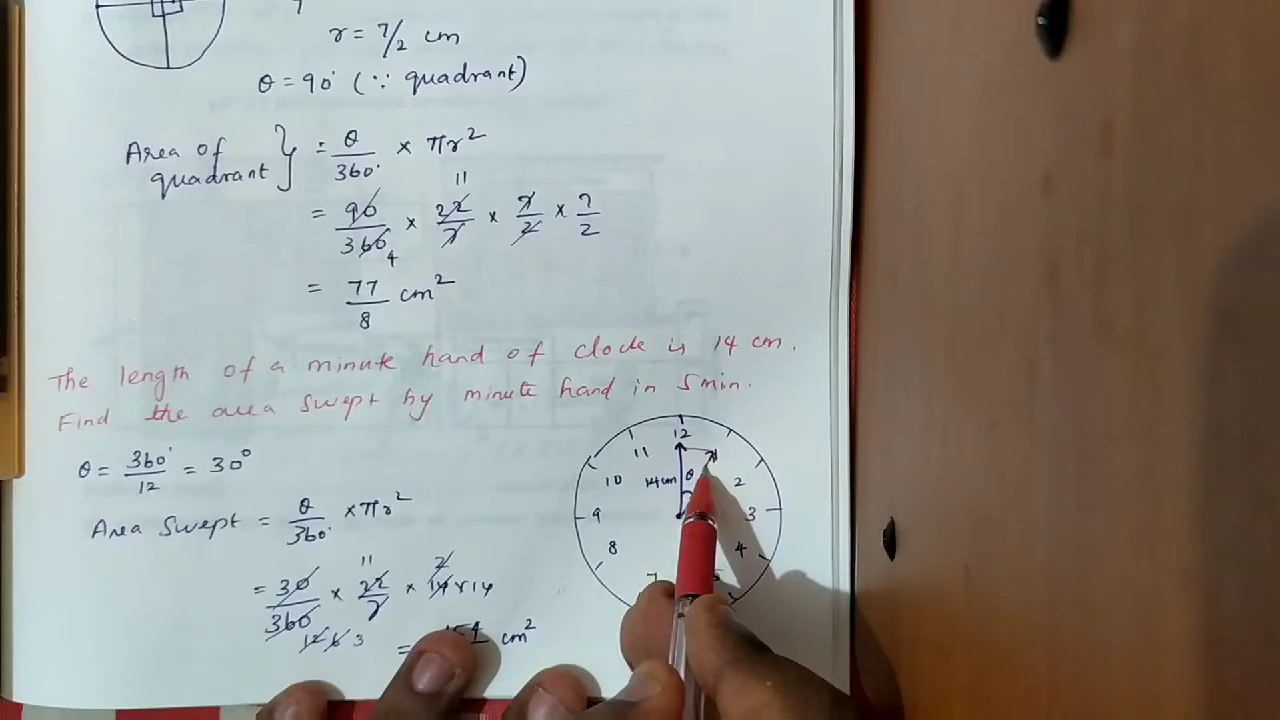 r = 7/2 cm
θ = 90° (∵ quadrant)
Area of quadrant } = θ/360° × πr²
11
= 90/360 × 22/7 × 7/2 × 7/2
4
= 77/8 cm²
The length of a minute hand of clock is 14 cm.
Find the area swept by minute hand in 5min.
θ = 360°/12 = 30°
Area Swept = θ/360° × πr²
11 2
= 30/360 × 22/7 × 14×14
12 6 3
= cm²
12
11
10 14cm θ 2
9 3
8 4
7 5